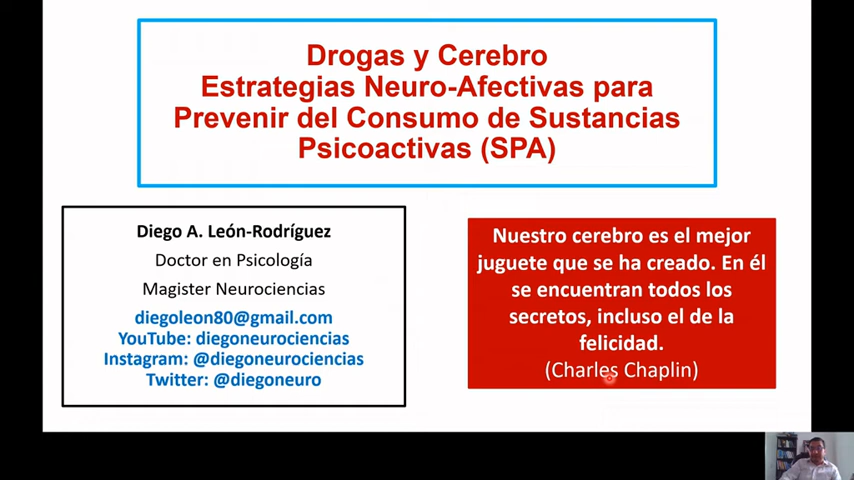 Drogas y Cerebro
Estrategias Neuro-Afectivas para
Prevenir del Consumo de Sustancias
Psicoactivas (SPA)
Diego A. León-Rodríguez
Doctor en Psicología
Magister Neurociencias
diegoleon80@gmail.com
YouTube: diegoneurociencias
Instagram: @diegoneurociencias
Twitter: @diegoneuro
Nuestro cerebro es el mejor
juguete que se ha creado. En él
se encuentran todos los
secretos, incluso el de la
felicidad.
(Charles Chaplin)